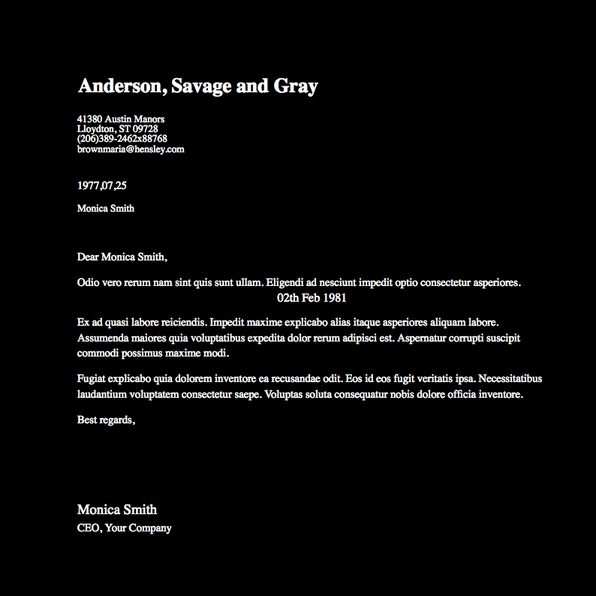 Anderson, Savage and Gray
41380 Austin Manors
Lloydton, ST 09728
(206)389-2462x88768
brownmaria@hensley.com
1977,07,25
Monica Smith
Dear Monica Smith,
Odio vero rerum nam sint quis sunt ullam. Eligendi ad nesciunt impedit optio consectetur asperiores.
02th Feb 1981
Ex ad quasi labore reiciendis. Impedit maxime explicabo alias itaque asperiores aliquam labore.
Assumenda maiores quia voluptatibus expedita dolor rerum adipisci est. Aspernatur corrupti suscipit
commodi possimus maxime modi.
Fugiat explicabo quia dolorem inventore ea recusandae odit. Eos id eos fugit veritatis ipsa. Necessitatibus
laudantium voluptatem consectetur saepe. Voluptas soluta consequatur nobis dolore officia inventore.
Best regards,
Monica Smith
CEO, Your Company